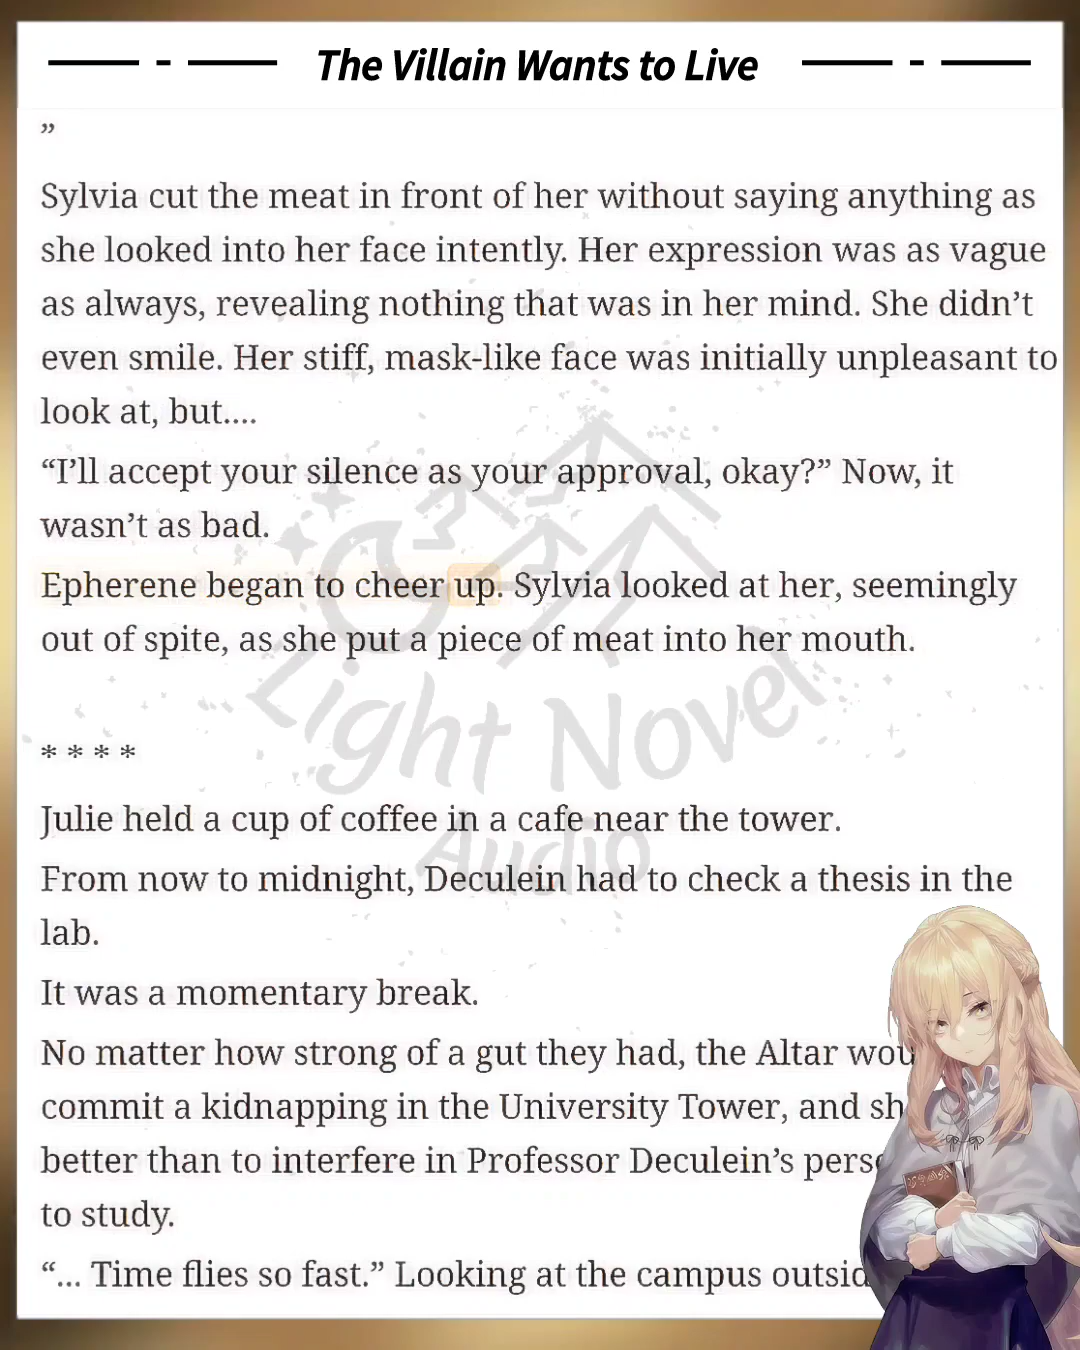 The Villain Wants to Live
”
Sylvia cut the meat in front of her without saying anything as
she looked into her face intently. Her expression was as vague
as always, revealing nothing that was in her mind. She didn’t
even smile. Her stiff, mask-like face was initially unpleasant to
look at, but....
“I’ll accept your silence as your approval, okay?” Now, it
wasn’t as bad.
Epherene began to cheer up. Sylvia looked at her, seemingly
out of spite, as she put a piece of meat into her mouth.
Light Novel
* * * *
Julie held a cup of coffee in a cafe near the tower.
Audio
From now to midnight, Deculein had to check a thesis in the
lab.
It was a momentary break.
No matter how strong of a gut they had, the Altar
commit a kidnapping in the University Tower, and
better than to interfere in Professor Deculein’s
to study.
“... Time flies so fast.” Looking at the campus